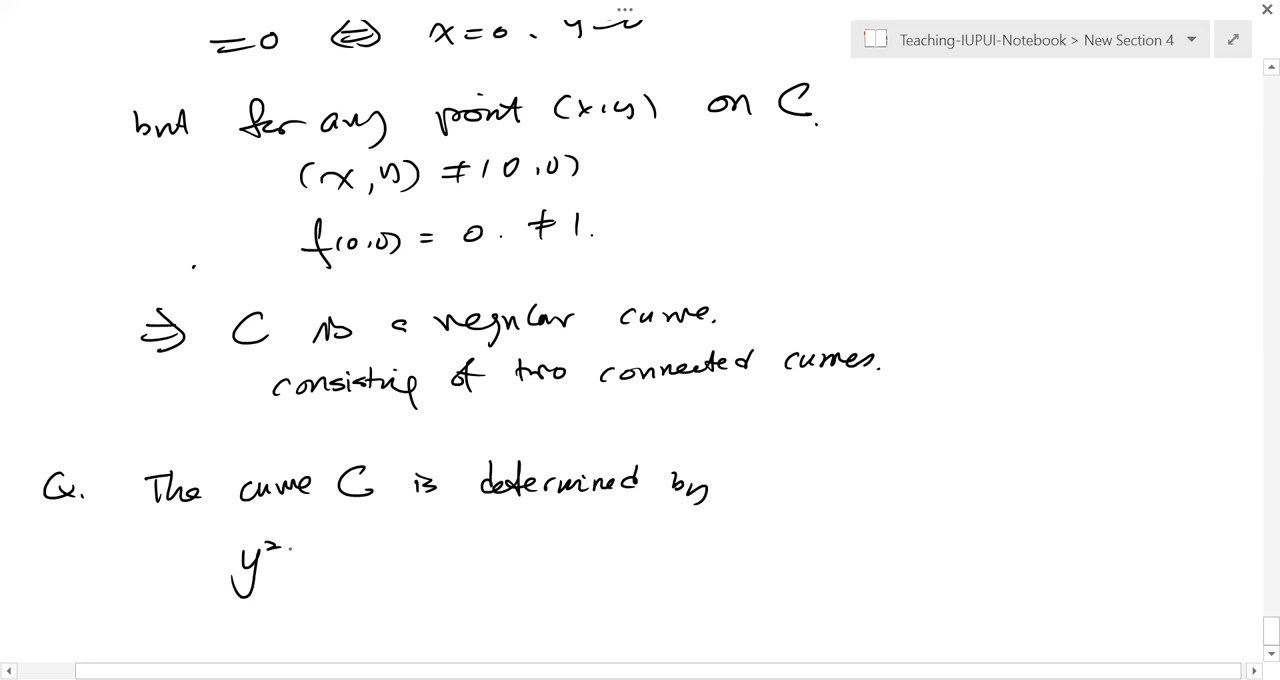 =0 ⇔ x=0. y=0
Teaching-IUPUI-Notebook > New Section 4
but for any point (x,y) on C.
(x,y) ≠ (0,0)
f(0,0) = 0. ≠ 1.
⇒ C is a regular curve.
consisting of two connected curves.
Q. The curve C is determined by
y²